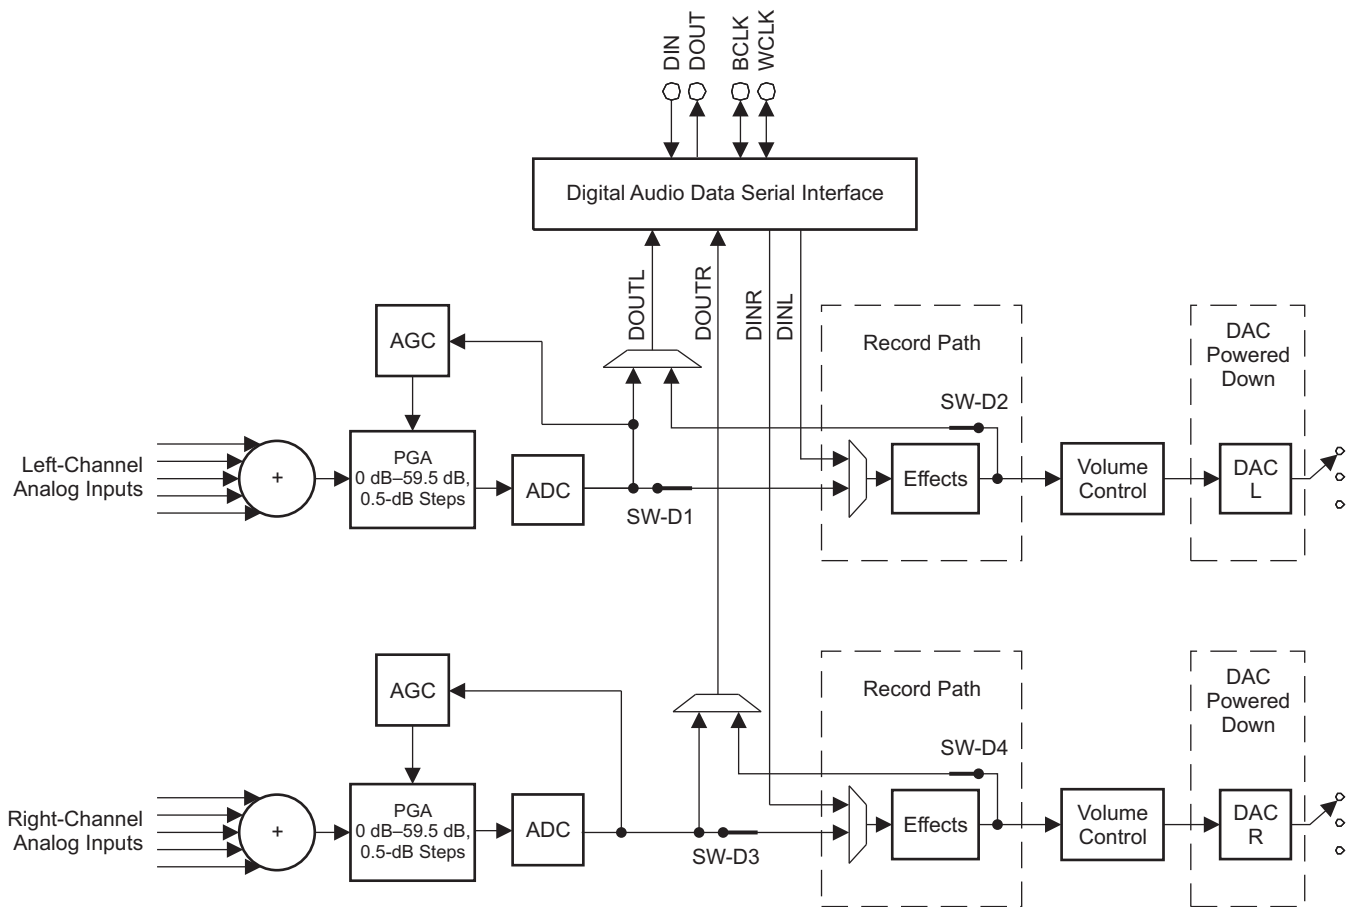 DIN
DOUT
BCLK
WCLK
Digital Audio Data Serial Interface
DOUTL
DOUTR
DINR
DINL
AGC
Record Path
DAC
Powered
Down
SW-D2
Left-Channel
Analog Inputs
+
PGA
0 dB–59.5 dB,
0.5-dB Steps
ADC
SW-D1
Effects
Volume
Control
DAC
L
AGC
Record Path
DAC
Powered
Down
SW-D4
Right-Channel
Analog Inputs
+
PGA
0 dB–59.5 dB,
0.5-dB Steps
ADC
SW-D3
Effects
Volume
Control
DAC
R